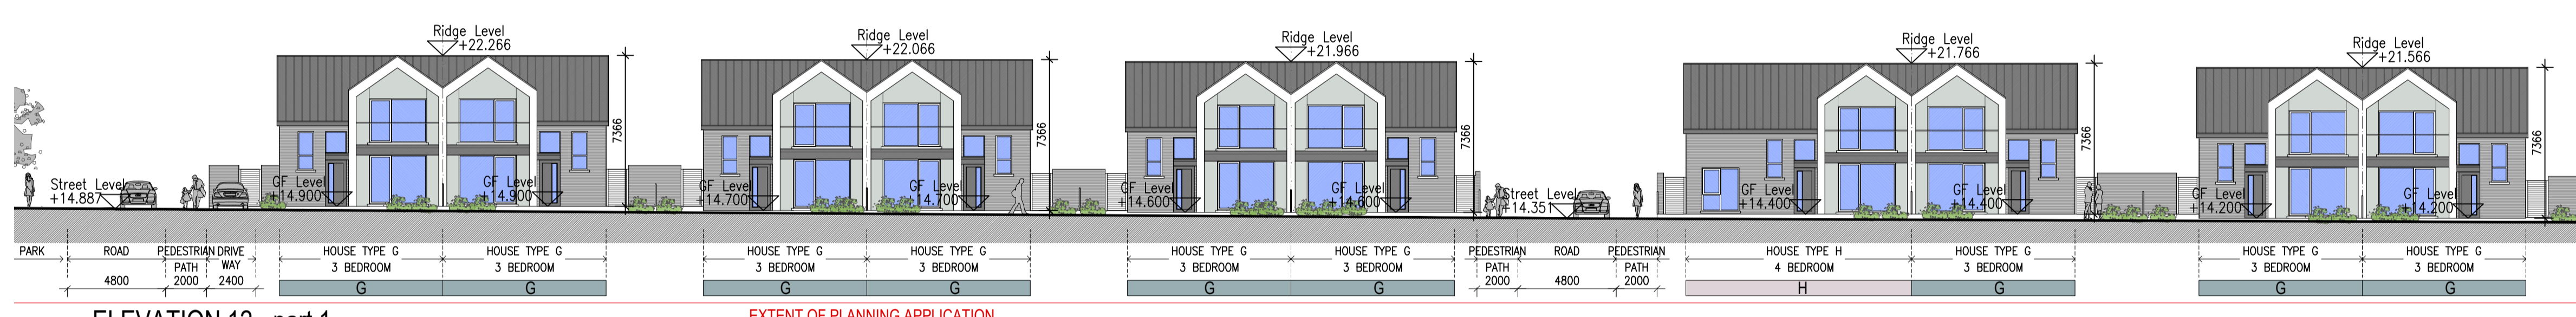 Ridge Level
+22.266
Ridge Level
+22.066
Ridge Level
+21.966
Ridge Level
+21.766
Ridge Level
+21.566
7366
7366
7366
7366
7366
Street Level
+14.887
GF Level
+14.900
GF Level
+14.900
GF Level
+14.700
GF Level
+14.700
GF Level
+14.600
GF Level
+14.600
Street Level
+14.351
GF Level
+14.400
GF Level
+14.400
GF Level
+14.200
GF Level
+14.200
PARK
ROAD
4800
PEDESTRIAN
PATH
2000
DRIVE
WAY
2400
HOUSE TYPE G
3 BEDROOM
G
HOUSE TYPE G
3 BEDROOM
G
HOUSE TYPE G
3 BEDROOM
G
HOUSE TYPE G
3 BEDROOM
G
HOUSE TYPE G
3 BEDROOM
G
HOUSE TYPE G
3 BEDROOM
G
PEDESTRIAN
PATH
2000
ROAD
4800
PEDESTRIAN
PATH
2000
HOUSE TYPE H
4 BEDROOM
H
HOUSE TYPE G
3 BEDROOM
G
HOUSE TYPE G
3 BEDROOM
G
HOUSE TYPE G
3 BEDROOM
G
ELEVATION 12 - part 1
EXTENT OF PLANNING APPLICATION